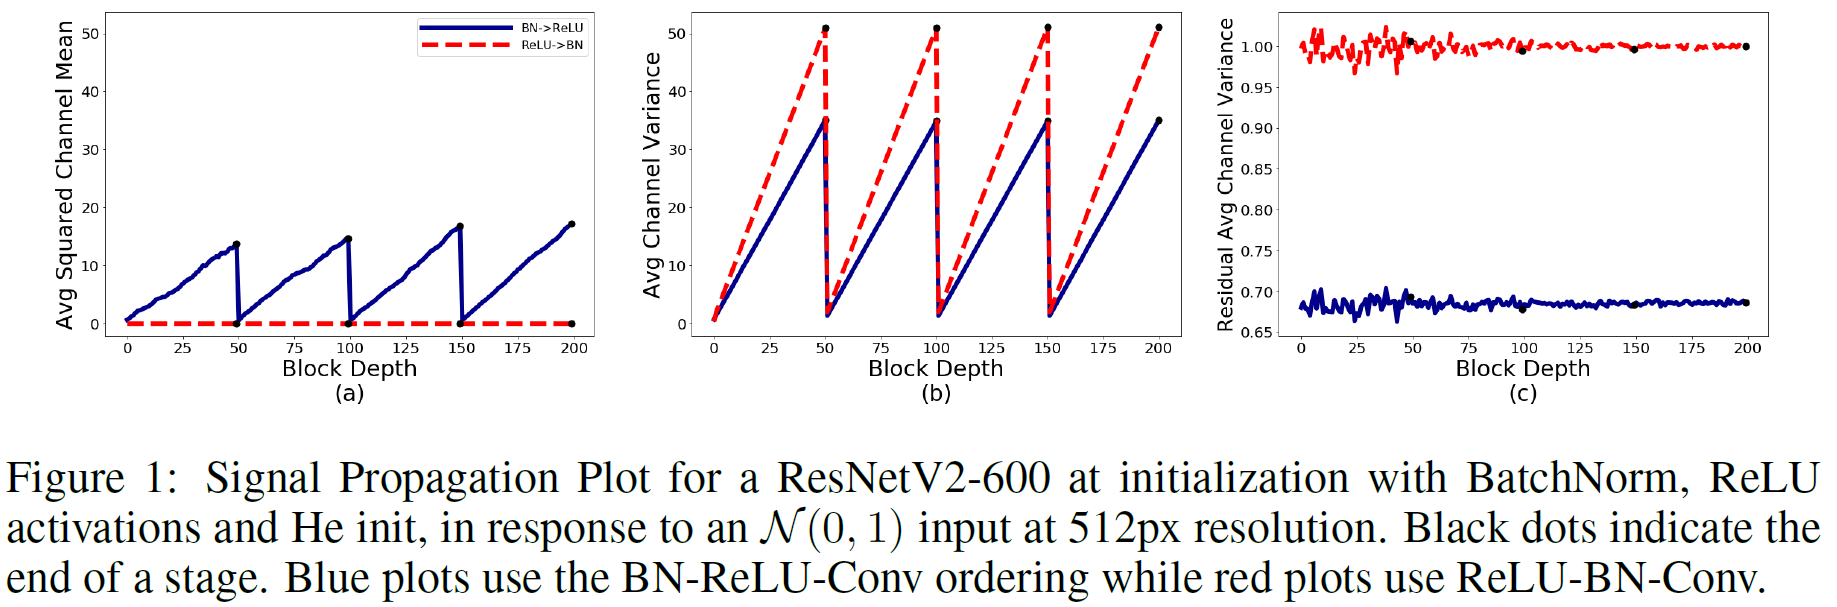 Avg Squared Channel Mean
50
40
30
20
10
0
BN->ReLU
ReLU->BN
0 25 50 75 100 125 150 175 200
Block Depth
(a)
Avg Channel Variance
50
40
30
20
10
0
0 25 50 75 100 125 150 175 200
Block Depth
(b)
Residual Avg Channel Variance
1.00
0.95
0.90
0.85
0.80
0.75
0.70
0.65
0 25 50 75 100 125 150 175 200
Block Depth
(c)
Figure 1: Signal Propagation Plot for a ResNetV2-600 at initialization with BatchNorm, ReLU
activations and He init, in response to an 𝒩(0, 1) input at 512px resolution. Black dots indicate the
end of a stage. Blue plots use the BN-ReLU-Conv ordering while red plots use ReLU-BN-Conv.